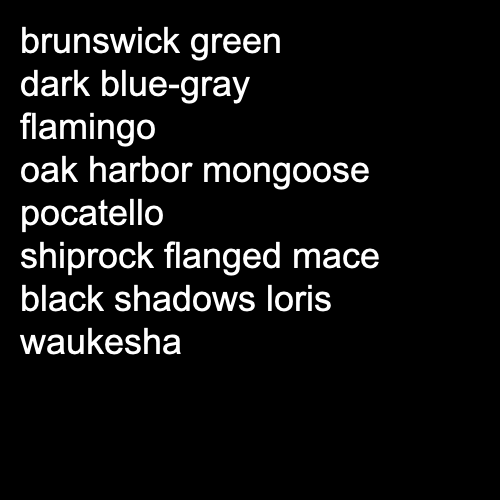 brunswick green
dark blue-gray
flamingo
oak harbor mongoose
pocatello
shiprock flanged mace
black shadows loris
waukesha